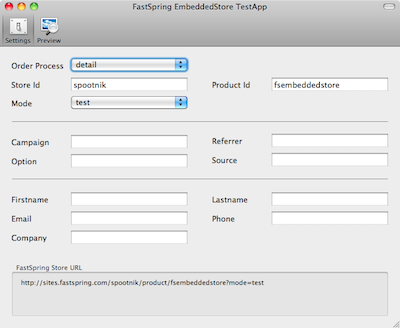 FastSpring EmbeddedStore TestApp
Settings Preview
Order Process detail
Store Id spootnik Product Id fsembeddedstore
Mode test
Campaign Referrer
Option Source
Firstname Lastname
Email Phone
Company
FastSpring Store URL
http://sites.fastspring.com/spootnik/product/fsembeddedstore?mode=test